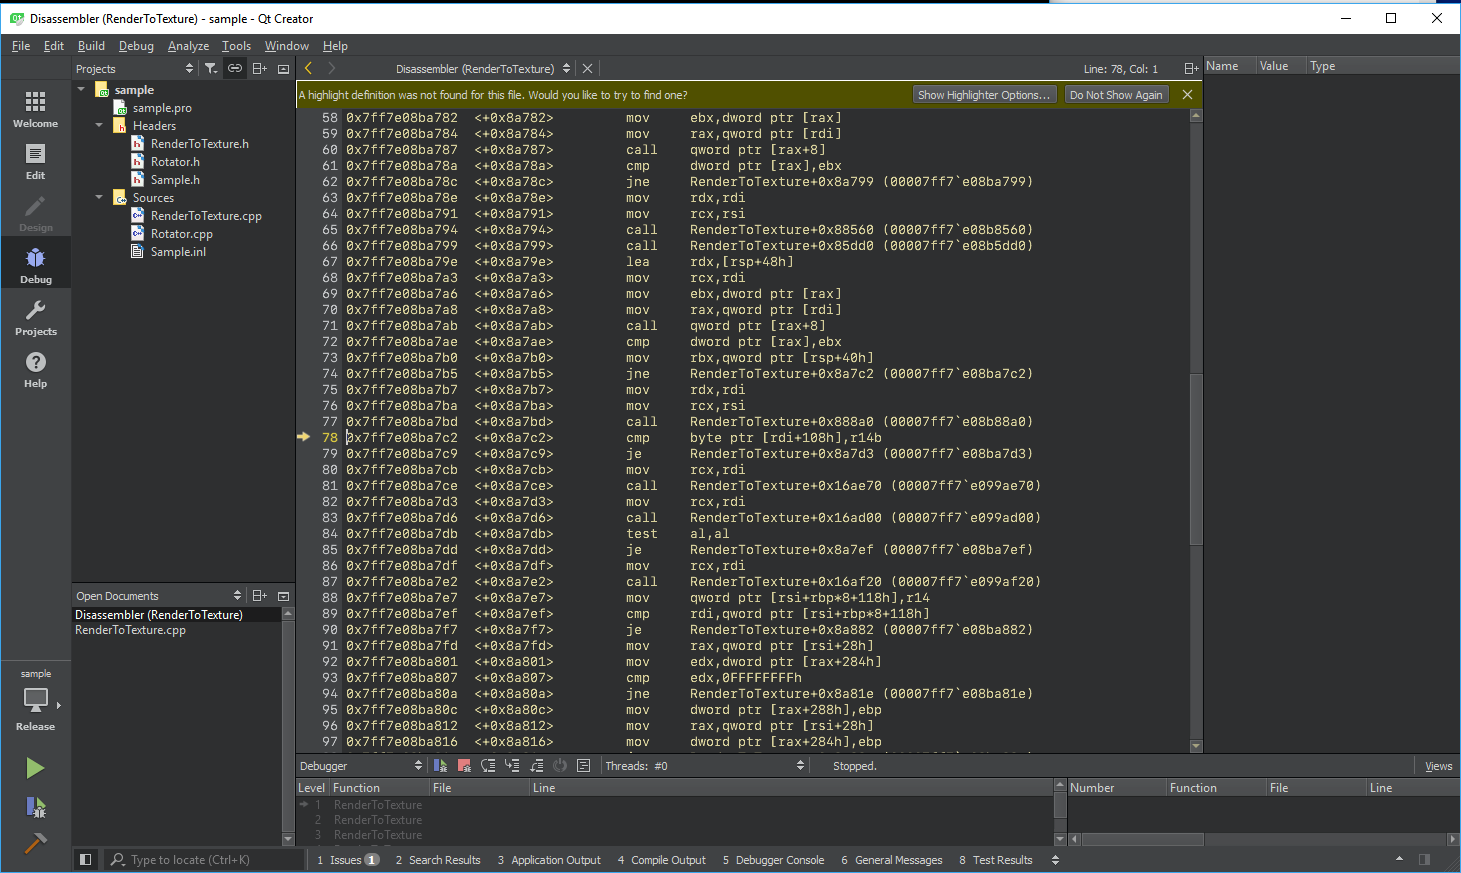 Disassembler (RenderToTexture) - sample - Qt Creator
File Edit Build Debug Analyze Tools Window Help
Projects
Disassembler (RenderToTexture)
Line: 78, Col: 1
Name Value Type
Welcome
Edit
Design
Debug
Projects
Help
sample
sample.pro
Headers
RenderToTexture.h
Rotator.h
Sample.h
Sources
RenderToTexture.cpp
Rotator.cpp
Sample.inl
A highlight definition was not found for this file. Would you like to try to find one? Show Highlighter Options... Do Not Show Again
58 0x7ff7e08ba782 <+0x8a782> mov ebx,dword ptr [rax]
59 0x7ff7e08ba784 <+0x8a784> mov rax,qword ptr [rdi]
60 0x7ff7e08ba787 <+0x8a787> call qword ptr [rax+8]
61 0x7ff7e08ba78a <+0x8a78a> cmp dword ptr [rax],ebx
62 0x7ff7e08ba78c <+0x8a78c> jne RenderToTexture+0x8a799 (00007ff7`e08ba799)
63 0x7ff7e08ba78e <+0x8a78e> mov rdx,rdi
64 0x7ff7e08ba791 <+0x8a791> mov rcx,rsi
65 0x7ff7e08ba794 <+0x8a794> call RenderToTexture+0x88560 (00007ff7`e08b8560)
66 0x7ff7e08ba799 <+0x8a799> call RenderToTexture+0x85dd0 (00007ff7`e08b5dd0)
67 0x7ff7e08ba79e <+0x8a79e> lea rdx,[rsp+48h]
68 0x7ff7e08ba7a3 <+0x8a7a3> mov rcx,rdi
69 0x7ff7e08ba7a6 <+0x8a7a6> mov ebx,dword ptr [rax]
70 0x7ff7e08ba7a8 <+0x8a7a8> mov rax,qword ptr [rdi]
71 0x7ff7e08ba7ab <+0x8a7ab> call qword ptr [rax+8]
72 0x7ff7e08ba7ae <+0x8a7ae> cmp dword ptr [rax],ebx
73 0x7ff7e08ba7b0 <+0x8a7b0> mov rbx,qword ptr [rsp+40h]
74 0x7ff7e08ba7b5 <+0x8a7b5> jne RenderToTexture+0x8a7c2 (00007ff7`e08ba7c2)
75 0x7ff7e08ba7b7 <+0x8a7b7> mov rdx,rdi
76 0x7ff7e08ba7ba <+0x8a7ba> mov rcx,rsi
77 0x7ff7e08ba7bd <+0x8a7bd> call RenderToTexture+0x888a0 (00007ff7`e08b88a0)
78 0x7ff7e08ba7c2 <+0x8a7c2> cmp byte ptr [rdi+108h],r14b
79 0x7ff7e08ba7c9 <+0x8a7c9> je RenderToTexture+0x8a7d3 (00007ff7`e08ba7d3)
80 0x7ff7e08ba7cb <+0x8a7cb> mov rcx,rdi
81 0x7ff7e08ba7ce <+0x8a7ce> call RenderToTexture+0x16ae70 (00007ff7`e099ae70)
82 0x7ff7e08ba7d3 <+0x8a7d3> mov rcx,rdi
83 0x7ff7e08ba7d6 <+0x8a7d6> call RenderToTexture+0x16ad00 (00007ff7`e099ad00)
84 0x7ff7e08ba7db <+0x8a7db> test al,al
85 0x7ff7e08ba7dd <+0x8a7dd> je RenderToTexture+0x8a7ef (00007ff7`e08ba7ef)
86 0x7ff7e08ba7df <+0x8a7df> mov rcx,rdi
87 0x7ff7e08ba7e2 <+0x8a7e2> call RenderToTexture+0x16af20 (00007ff7`e099af20)
88 0x7ff7e08ba7e7 <+0x8a7e7> mov qword ptr [rsi+rbp*8+118h],r14
89 0x7ff7e08ba7ef <+0x8a7ef> cmp rdi,qword ptr [rsi+rbp*8+118h]
90 0x7ff7e08ba7f7 <+0x8a7f7> je RenderToTexture+0x8a882 (00007ff7`e08ba882)
91 0x7ff7e08ba7fd <+0x8a7fd> mov rax,qword ptr [rsi+28h]
92 0x7ff7e08ba801 <+0x8a801> mov edx,dword ptr [rax+284h]
93 0x7ff7e08ba807 <+0x8a807> cmp edx,0FFFFFFFFh
94 0x7ff7e08ba80a <+0x8a80a> jne RenderToTexture+0x8a81e (00007ff7`e08ba81e)
95 0x7ff7e08ba80c <+0x8a80c> mov dword ptr [rax+288h],ebp
96 0x7ff7e08ba812 <+0x8a812> mov rax,qword ptr [rsi+28h]
97 0x7ff7e08ba816 <+0x8a816> mov dword ptr [rax+284h],ebp
Open Documents
Disassembler (RenderToTexture)
RenderToTexture.cpp
sample
Release
Debugger Threads: #0 Stopped. Views
Level Function File Line
1 RenderToTexture
2 RenderToTexture
3 RenderToTexture
Number Function File Line
Type to locate (Ctrl+K) 1 Issues 1 2 Search Results 3 Application Output 4 Compile Output 5 Debugger Console 6 General Messages 8 Test Results